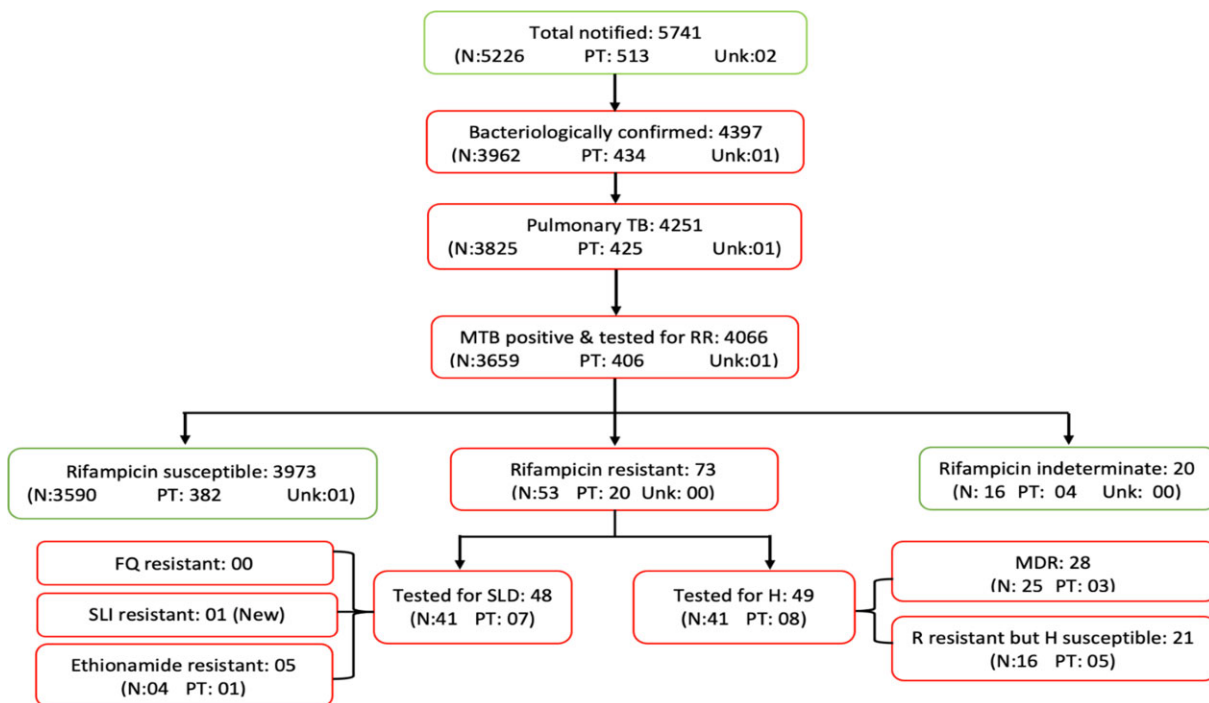 Total notified: 5741
(N:5226 PT: 513 Unk:02
Bacteriologically confirmed: 4397
(N:3962 PT: 434 Unk:01)
Pulmonary TB: 4251
(N:3825 PT: 425 Unk:01)
MTB positive & tested for RR: 4066
(N:3659 PT: 406 Unk:01)
Rifampicin susceptible: 3973
(N:3590 PT: 382 Unk:01)
Rifampicin resistant: 73
(N:53 PT: 20 Unk: 00)
Rifampicin indeterminate: 20
(N: 16 PT: 04 Unk: 00)
FQ resistant: 00
SLI resistant: 01 (New)
Ethionamide resistant: 05
(N:04 PT: 01)
Tested for SLD: 48
(N:41 PT: 07)
Tested for H: 49
(N:41 PT: 08)
MDR: 28
(N: 25 PT: 03)
R resistant but H susceptible: 21
(N:16 PT: 05)